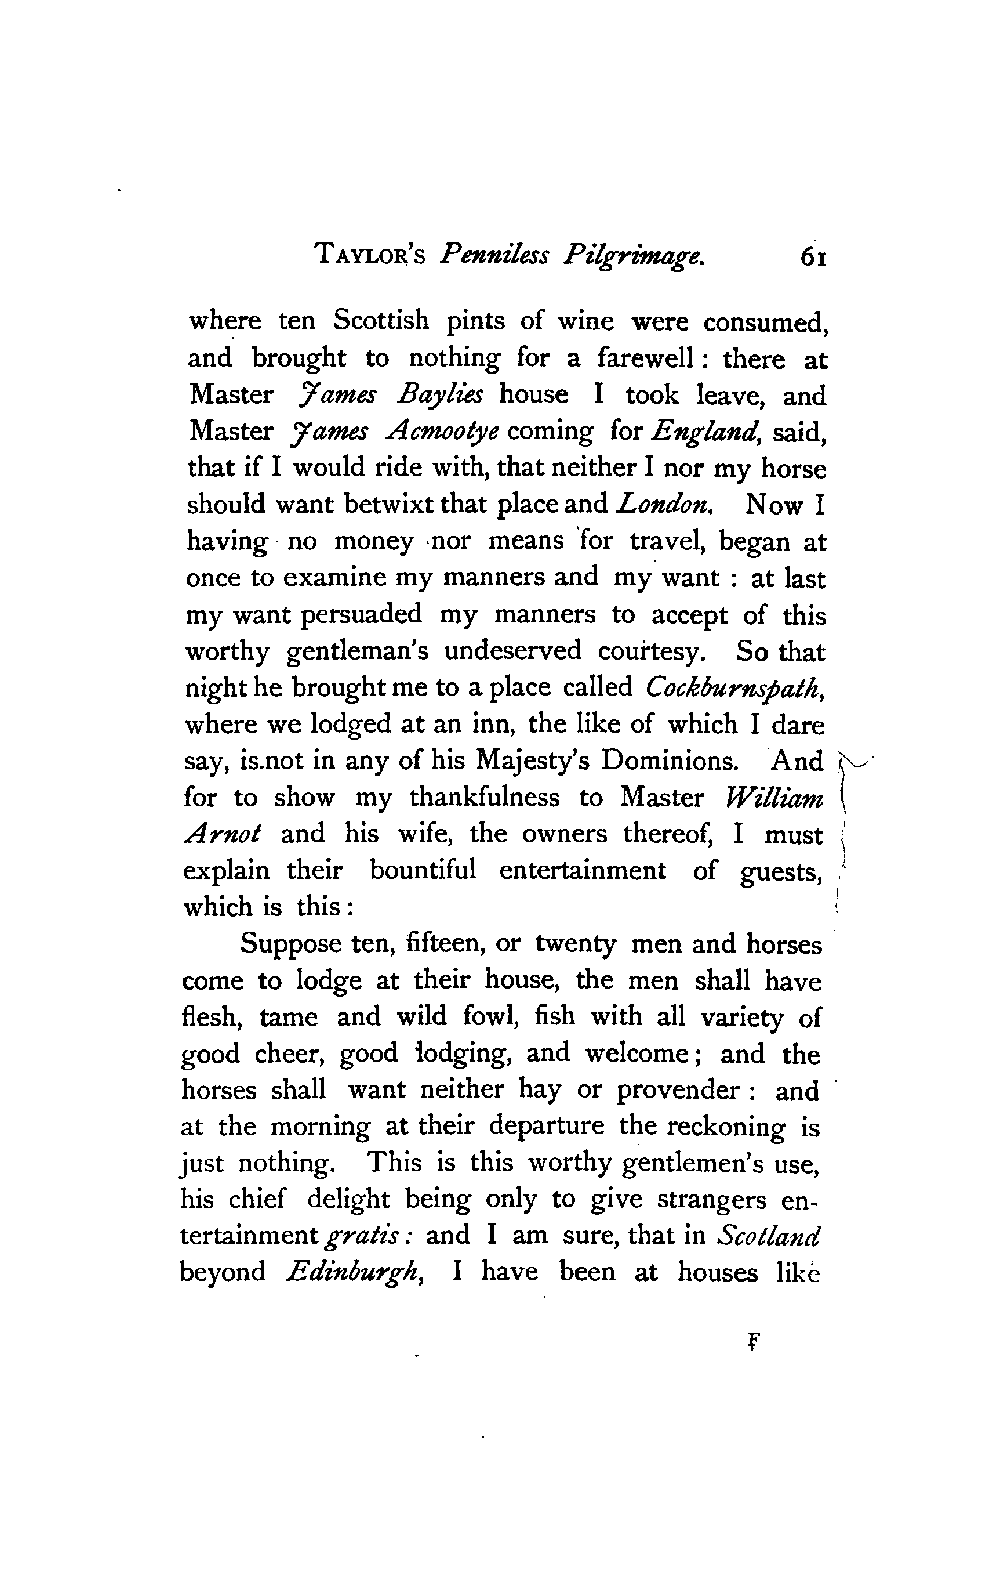 TAYLOR'S Penniless Pilgrimage. 61
where ten Scottish pints of wine were consumed,
and brought to nothing for a farewell : there at
Master James Baylies house I took leave, and
Master James Acmootye coming for England, said,
that if I would ride with, that neither I nor my horse
should want betwixt that place and London. Now I
having no money nor means for travel, began at
once to examine my manners and my want : at last
my want persuaded my manners to accept of this
worthy gentleman's undeserved courtesy. So that
night he brought me to a place called Cockburnspath,
where we lodged at an inn, the like of which I dare
say, is not in any of his Majesty's Dominions. And
for to show my thankfulness to Master William
Arnot and his wife, the owners thereof, I must
explain their bountiful entertainment of guests,
which is this :
Suppose ten, fifteen, or twenty men and horses
come to lodge at their house, the men shall have
flesh, tame and wild fowl, fish with all variety of
good cheer, good lodging, and welcome ; and the
horses shall want neither hay or provender : and
at the morning at their departure the reckoning is
just nothing. This is this worthy gentlemen's use,
his chief delight being only to give strangers en-
tertainment gratis : and I am sure, that in Scotland
beyond Edinburgh, I have been at houses like
F